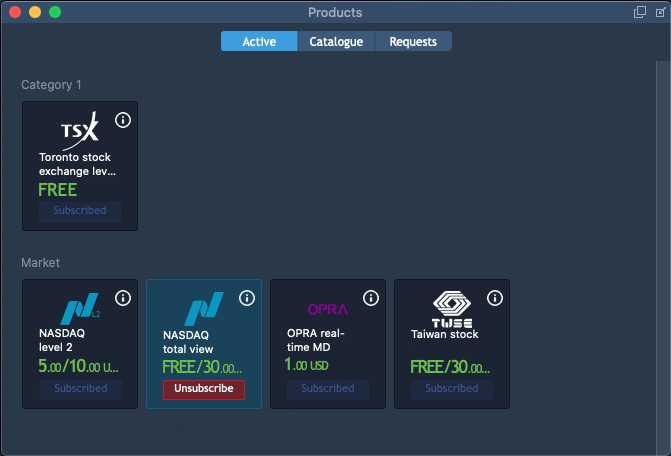 Products
Active
Catalogue
Requests
Category 1
TSX
Toronto stock
exchange lev...
FREE
Subscribed
Market
L2
NASDAQ
level 2
5.00/10.00 U...
Subscribed
NASDAQ
total view
FREE/30.00...
Unsubscribe
OPRA
OPRA real-
time MD
1.00 USD
Subscribed
TWSE
Taiwan stock
FREE/30.00...
Subscribed